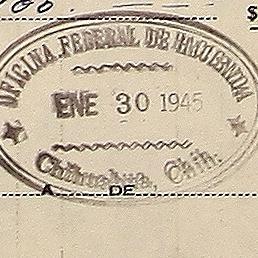 $
OFICINA FEDERAL DE HACIENDA
ENE 30 1945
Chihuahua, Chih.
A DE